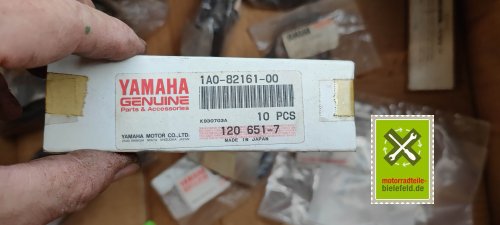 YAMAHA
GENUINE
Parts & Accessories
1A0-82161-00
K930702A
10 PCS
YAMAHA MOTOR CO.,LTD.
120 651-7
MADE IN JAPAN
motorradteile-
bielefeld.de